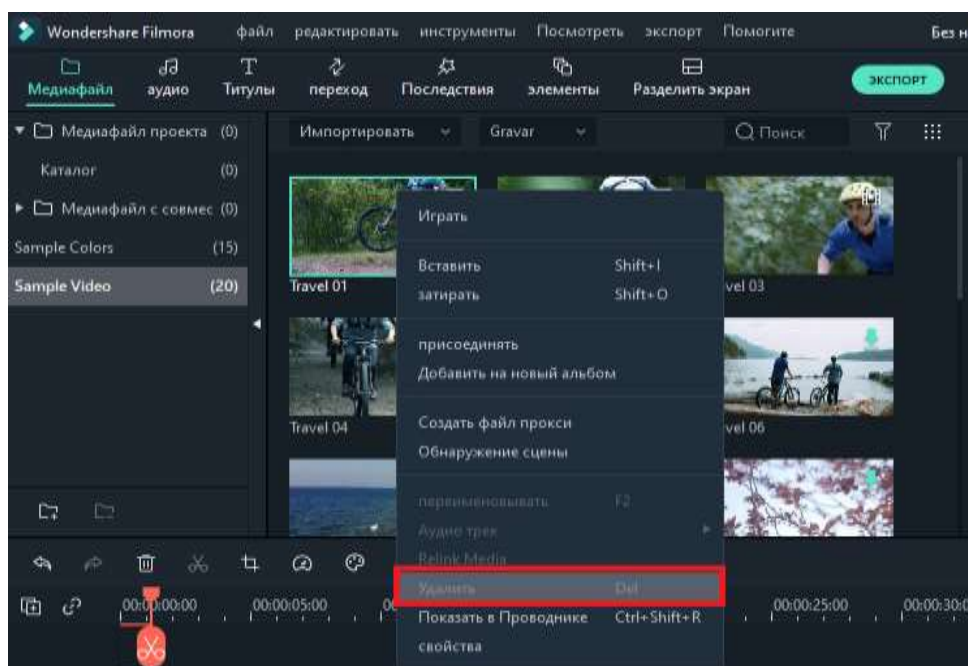 Wondershare Filmora файл редактировать инструменты Посмотреть экспорт Помогите Без н
Медиафайл аудио Титулы переход Последствия элементы Разделить экран ЭКСПОРТ
Медиафайл проекта (0) Импортировать Gravar Поиск
Каталог (0)
Медиафайл с совмес (0)
Sample Colors (15)
Sample Video (20)
Travel 01
vel 03
Travel 04
vel 06
Играть
Вставить Shift+I
затирать Shift+O
присоединять
Добавить на новый альбом
Создать файл прокси
Обнаружение сцены
переименовывать F2
Аудио трек
Relink Media
Удалить Del
Показать в Проводнике Ctrl+Shift+R
свойства
00:00:00:00 00:00:05:00 00 00:00:25:00 00:00:30:0